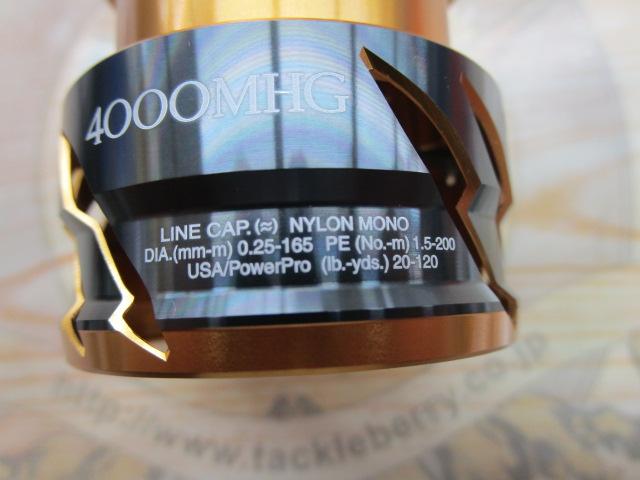 4000MHG
LINE CAP.(≈) NYLON MONO
DIA.(mm-m) 0.25-165 PE (No.-m) 1.5-200
USA/PowerPro (lb.-yds.) 20-120
http://www.tackleberry.co.jp